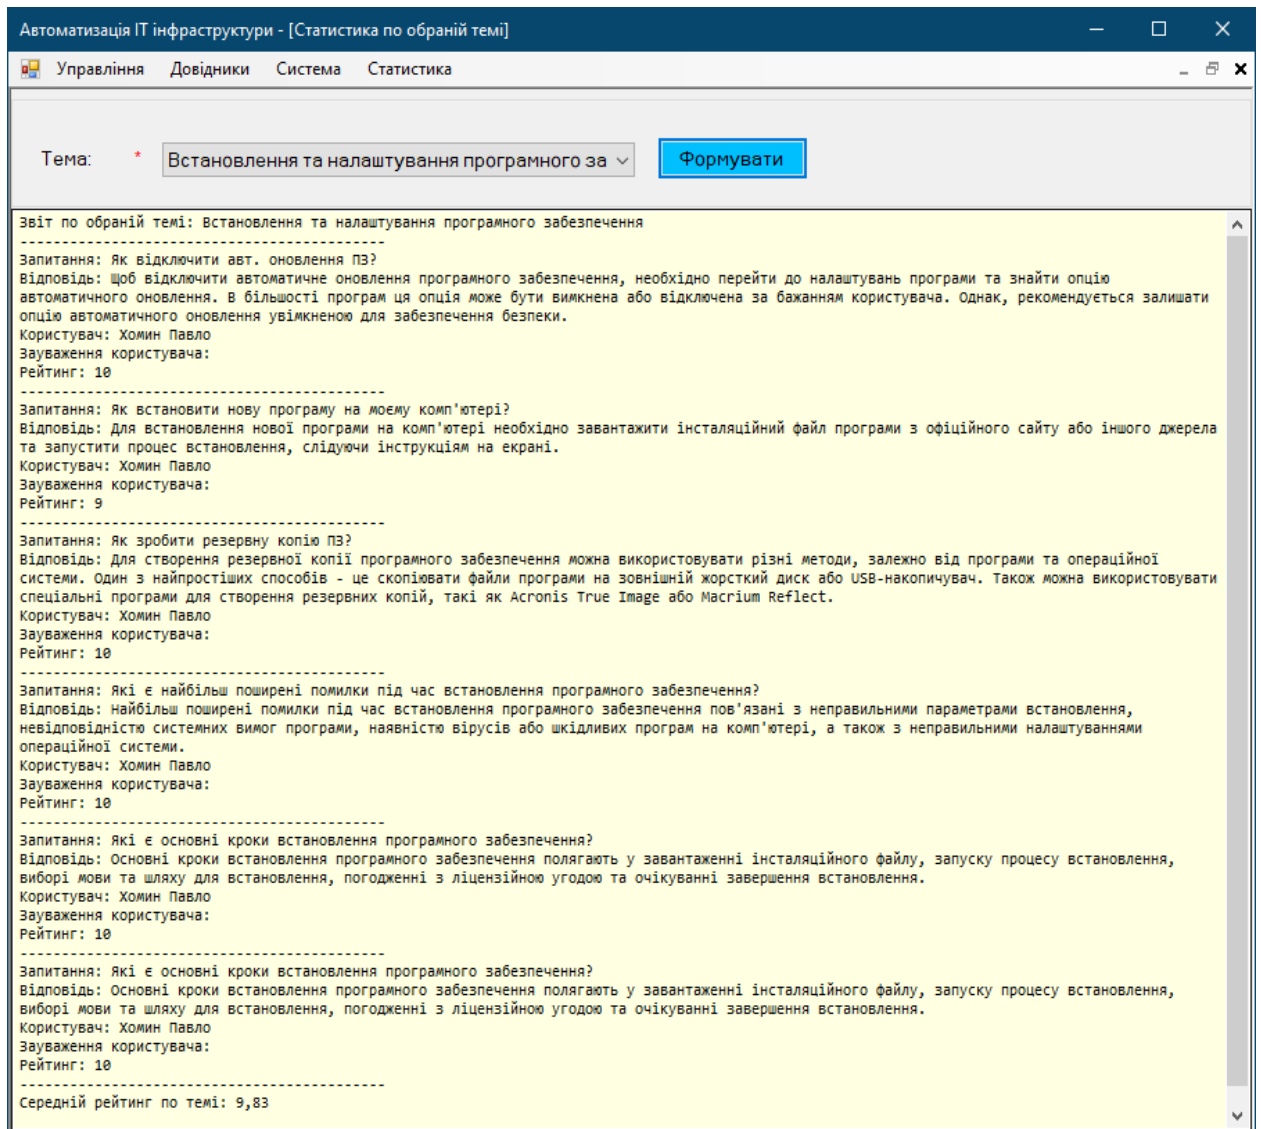 Автоматизація IT інфраструктури - [Статистика по обраній темі]
Управління Довідники Система Статистика
Тема: * Встановлення та налаштування програмного за Формувати
Звіт по обраній темі: Встановлення та налаштування програмного забезпечення
--------------------------------------------
Запитання: Як відключити авт. оновлення ПЗ?
Відповідь: Щоб відключити автоматичне оновлення програмного забезпечення, необхідно перейти до налаштувань програми та знайти опцію
автоматичного оновлення. В більшості програм ця опція може бути вимкнена або відключена за бажанням користувача. Однак, рекомендується залишати
опцію автоматичного оновлення увімкненою для забезпечення безпеки.
Користувач: Хомин Павло
Зауваження користувача:
Рейтинг: 10
--------------------------------------------
Запитання: Як встановити нову програму на моєму комп'ютері?
Відповідь: Для встановлення нової програми на комп'ютері необхідно завантажити інсталяційний файл програми з офіційного сайту або іншого джерела
та запустити процес встановлення, слідуючи інструкціям на екрані.
Користувач: Хомин Павло
Зауваження користувача:
Рейтинг: 9
--------------------------------------------
Запитання: Як зробити резервну копію ПЗ?
Відповідь: Для створення резервної копії програмного забезпечення можна використовувати різні методи, залежно від програми та операційної
системи. Один з найпростіших способів - це скопіювати файли програми на зовнішній жорсткий диск або USB-накопичувач. Також можна використовувати
спеціальні програми для створення резервних копій, такі як Acronis True Image або Macrium Reflect.
Користувач: Хомин Павло
Зауваження користувача:
Рейтинг: 10
--------------------------------------------
Запитання: Які є найбільш поширені помилки під час встановлення програмного забезпечення?
Відповідь: Найбільш поширені помилки під час встановлення програмного забезпечення пов'язані з неправильними параметрами встановлення,
невідповідністю системних вимог програми, наявністю вірусів або шкідливих програм на комп'ютері, а також з неправильними налаштуваннями
операційної системи.
Користувач: Хомин Павло
Зауваження користувача:
Рейтинг: 10
--------------------------------------------
Запитання: Які є основні кроки встановлення програмного забезпечення?
Відповідь: Основні кроки встановлення програмного забезпечення полягають у завантаженні інсталяційного файлу, запуску процесу встановлення,
виборі мови та шляху для встановлення, погодженні з ліцензійною угодою та очікуванні завершення встановлення.
Користувач: Хомин Павло
Зауваження користувача:
Рейтинг: 10
--------------------------------------------
Запитання: Які є основні кроки встановлення програмного забезпечення?
Відповідь: Основні кроки встановлення програмного забезпечення полягають у завантаженні інсталяційного файлу, запуску процесу встановлення,
виборі мови та шляху для встановлення, погодженні з ліцензійною угодою та очікуванні завершення встановлення.
Користувач: Хомин Павло
Зауваження користувача:
Рейтинг: 10
--------------------------------------------
Середній рейтинг по темі: 9,83